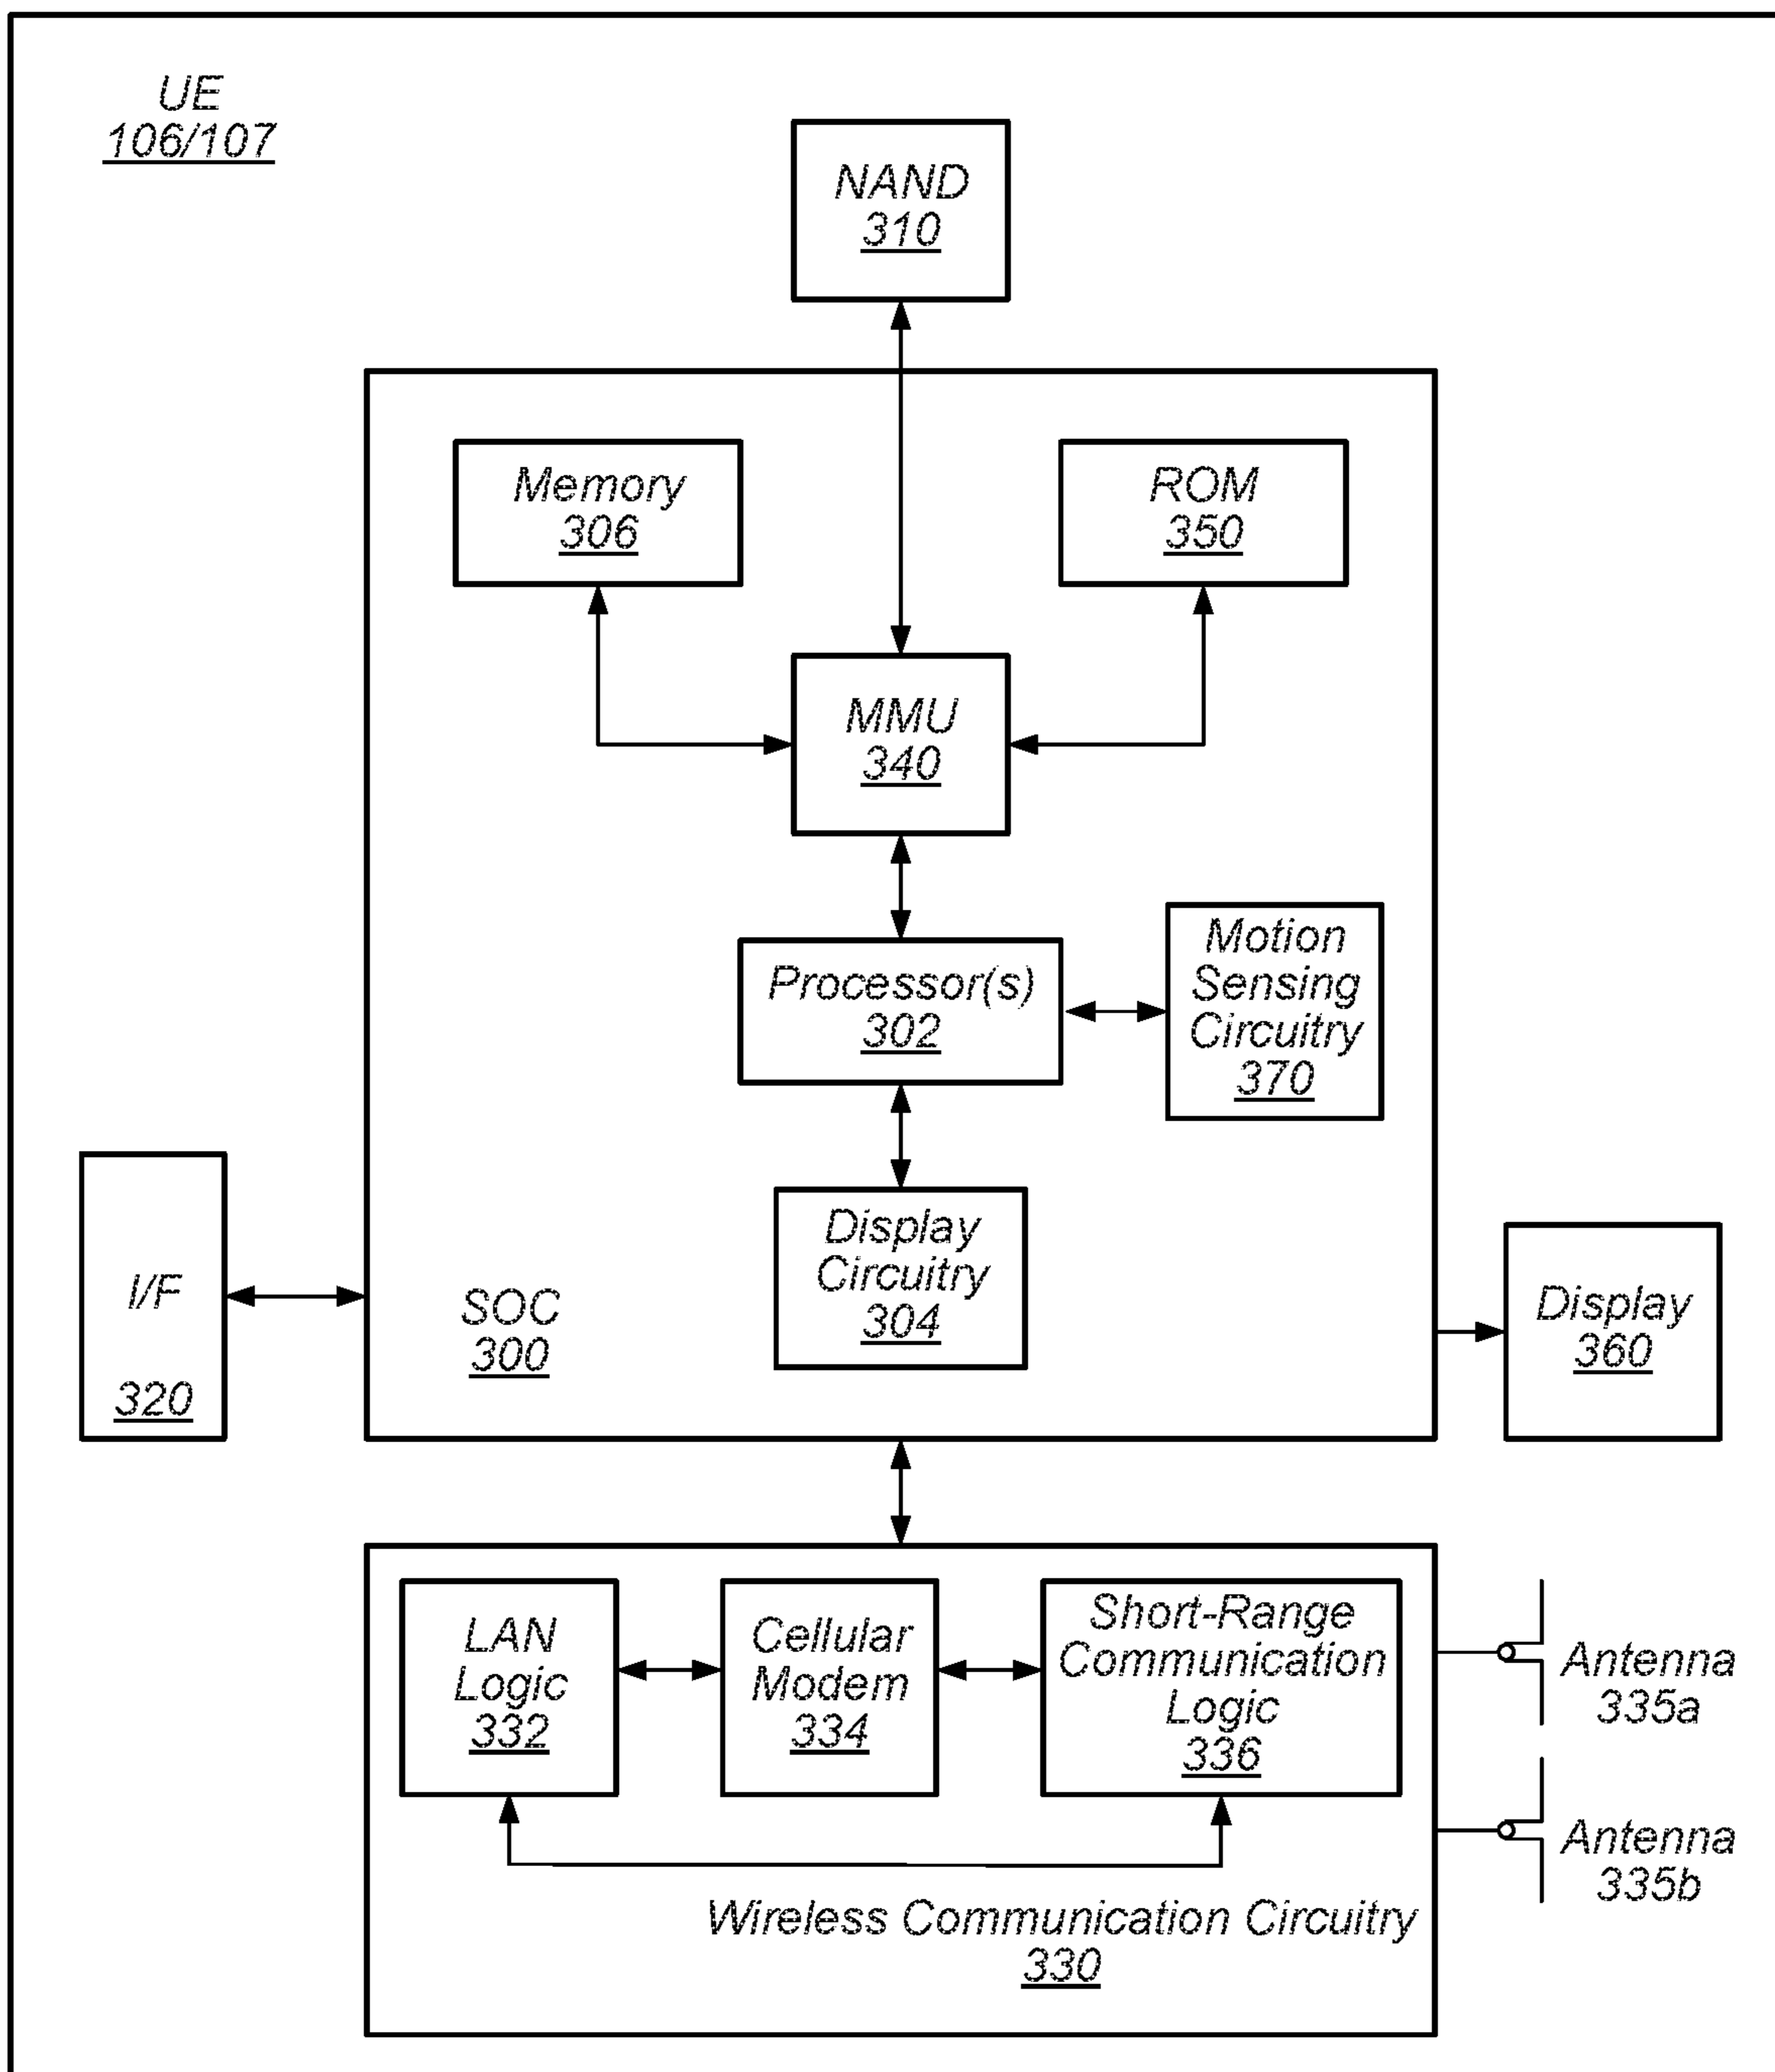 UE
106/107
NAND
310
Memory
306
ROM
350
MMU
340
Processor(s)
302
Motion
Sensing
Circuitry
370
Display
Circuitry
304
SOC
300
I/F
320
Display
360
LAN
Logic
332
Cellular
Modem
334
Short-Range
Communication
Logic
336
Antenna
335a
Antenna
335b
Wireless Communication Circuitry
330